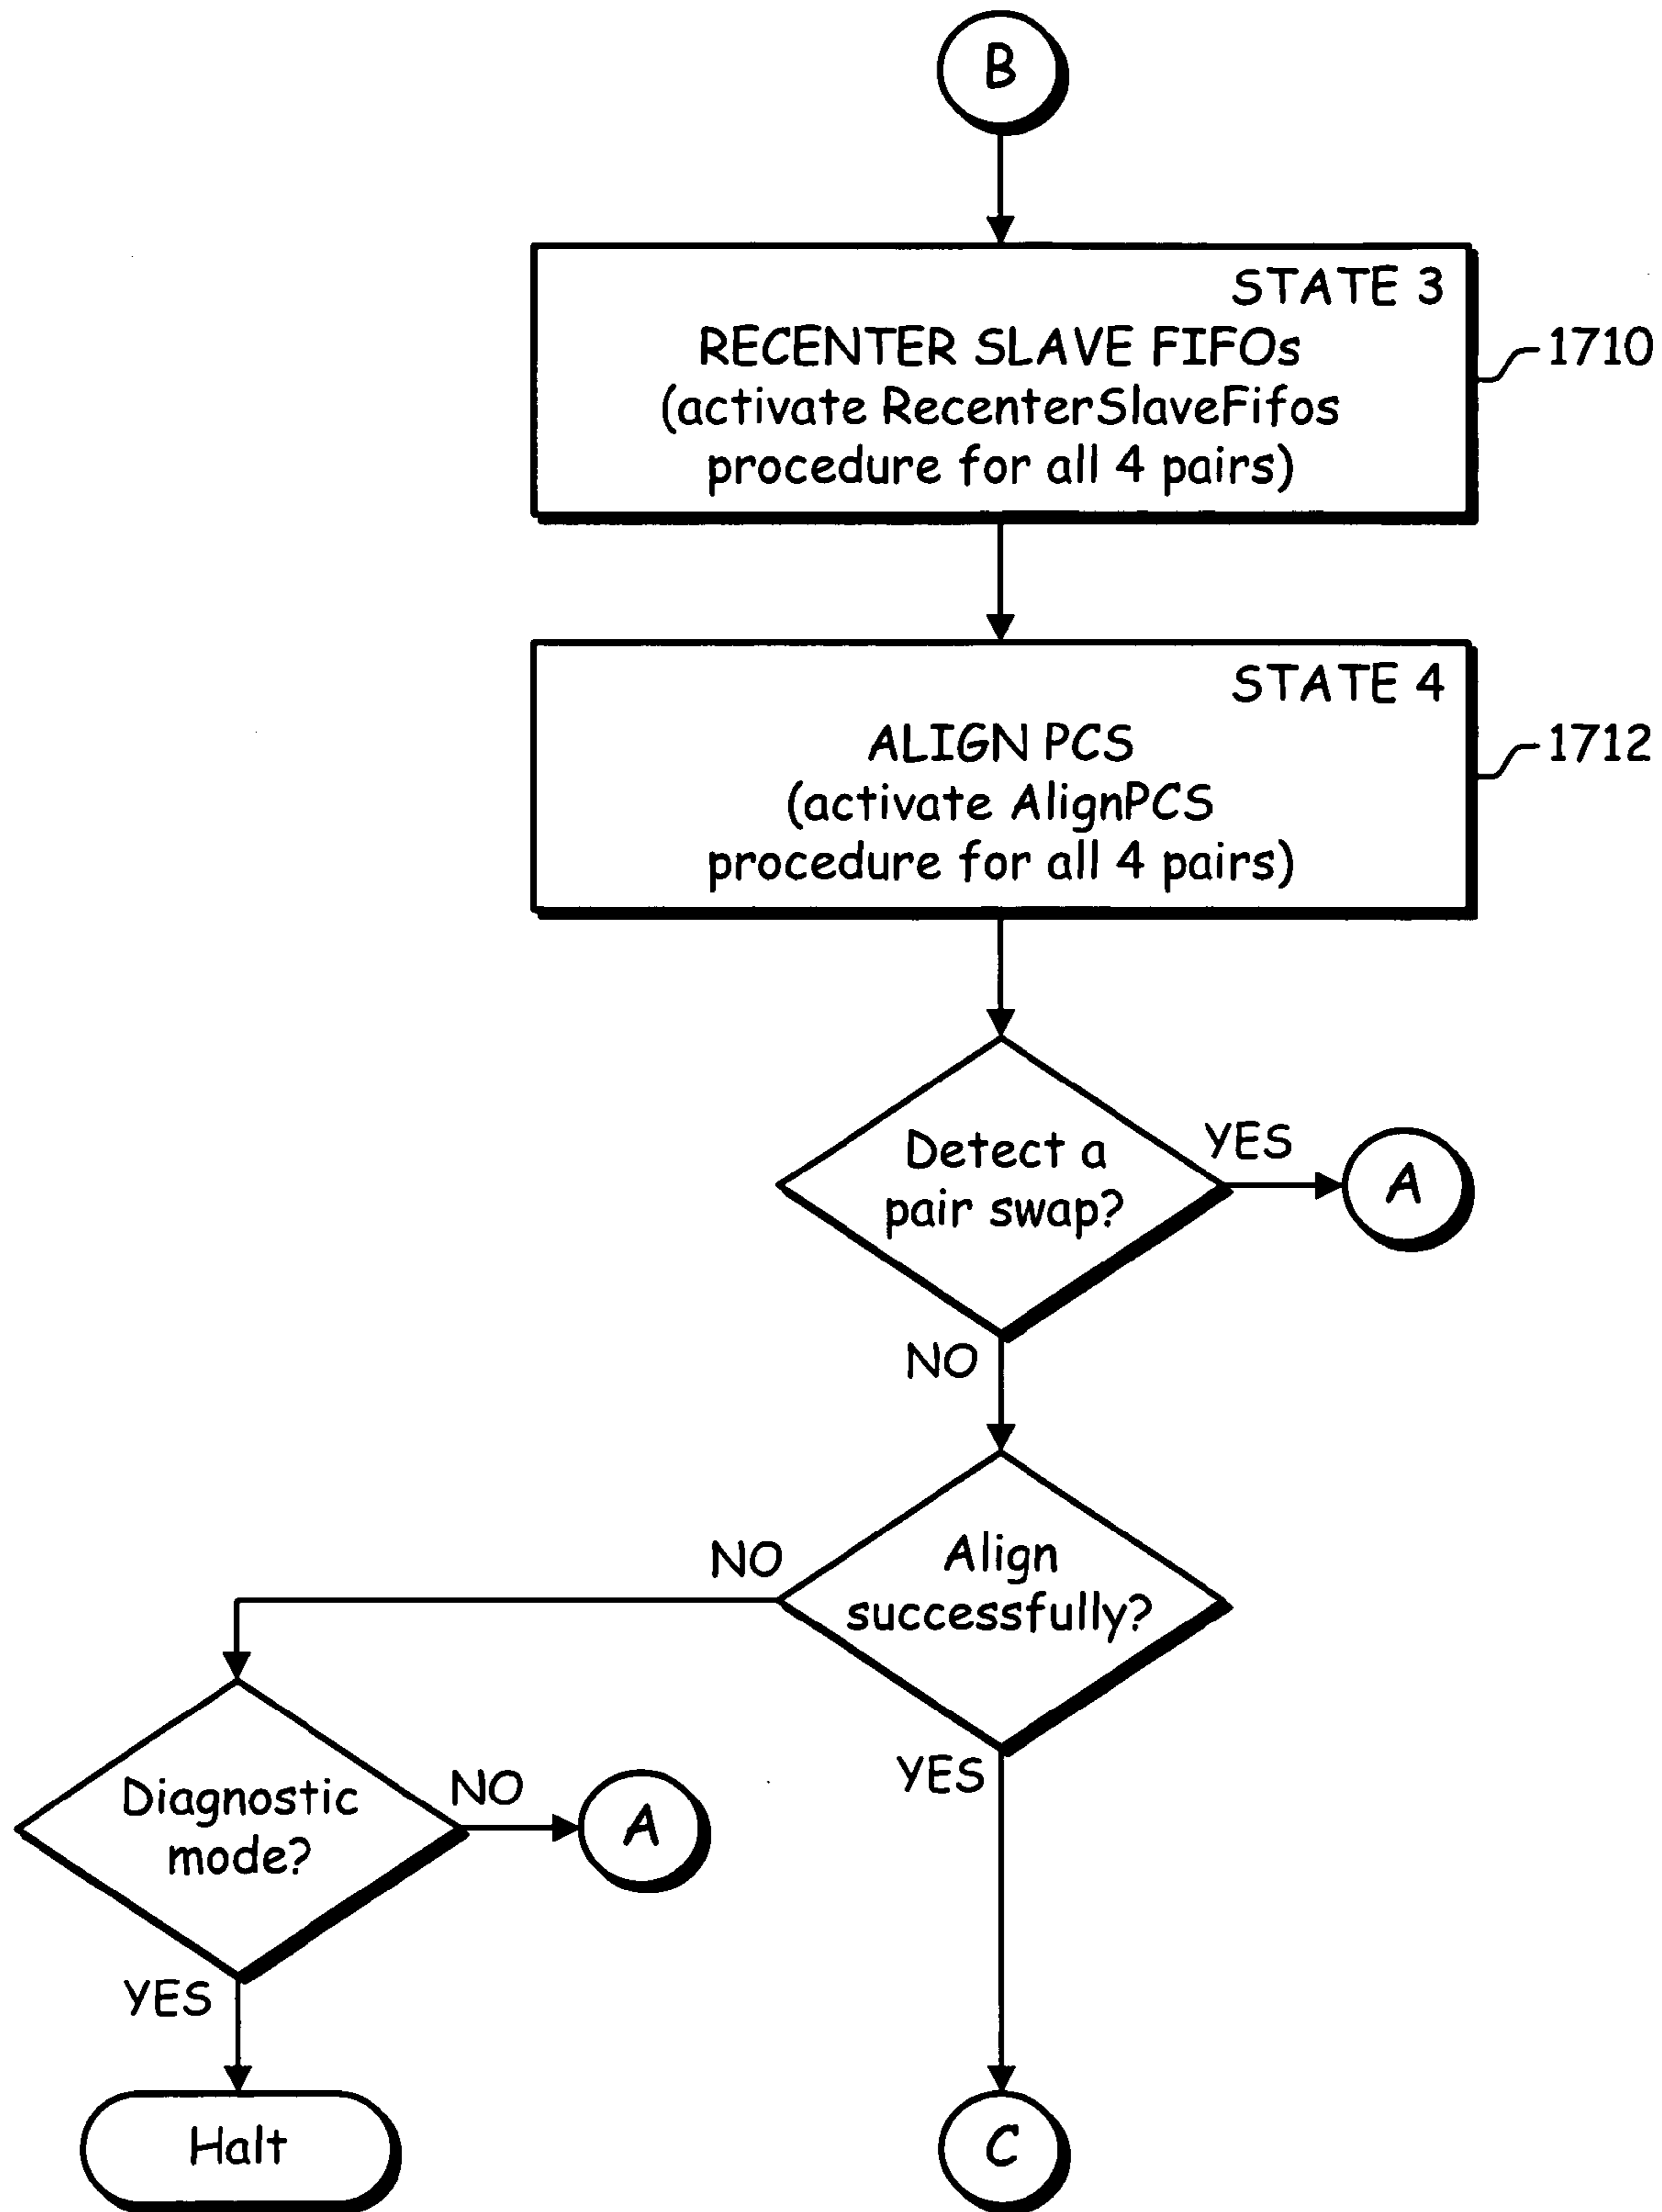 B
STATE 3
RECENTER SLAVE FIFOs
(activate RecenterSlaveFifos
procedure for all 4 pairs)
1710
STATE 4
ALIGN PCS
(activate AlignPCS
procedure for all 4 pairs)
1712
Detect a
pair swap?
YES
A
NO
Align
successfully?
NO
YES
Diagnostic
mode?
NO
A
YES
Halt
C